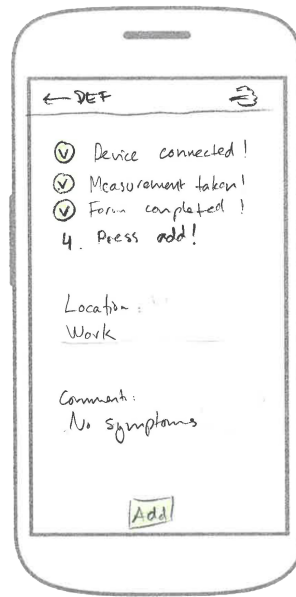 ← DEF
Device connected!
Measurement taken!
Form completed!
4. Press add!
Location:
Work
Comment:
No symptoms
Add